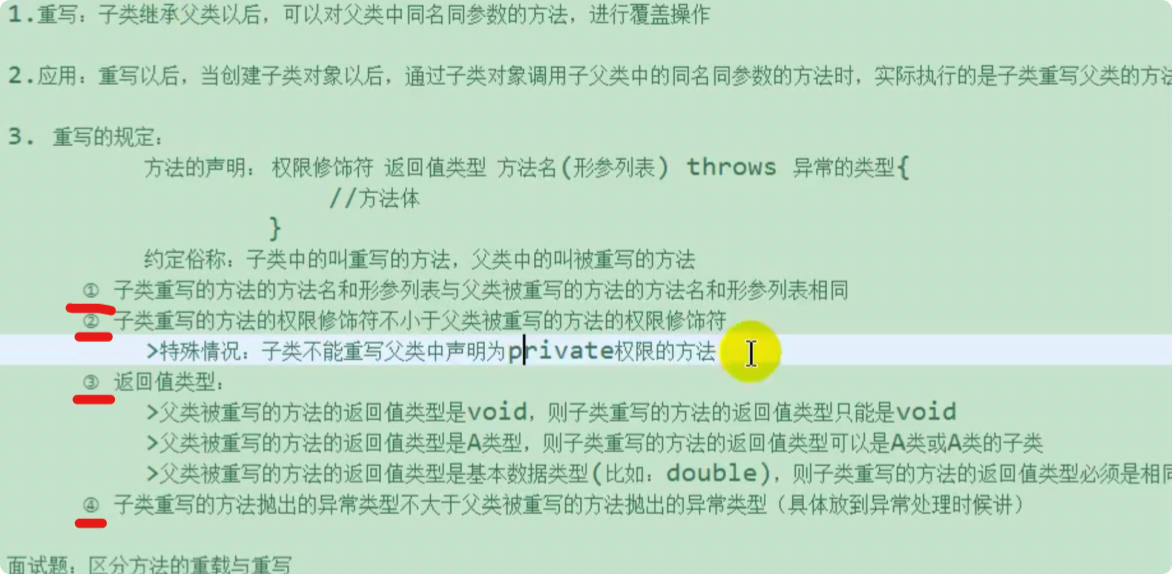 1.重写：子类继承父类以后，可以对父类中同名同参数的方法，进行覆盖操作
2.应用：重写以后，当创建子类对象以后，通过子类对象调用子父类中的同名同参数的方法时，实际执行的是子类重写父类的方法
3. 重写的规定：
方法的声明： 权限修饰符 返回值类型 方法名(形参列表) throws 异常的类型{
//方法体
}
约定俗称：子类中的叫重写的方法，父类中的叫被重写的方法
① 子类重写的方法的方法名和形参列表与父类被重写的方法的方法名和形参列表相同
② 子类重写的方法的权限修饰符不小于父类被重写的方法的权限修饰符
>特殊情况：子类不能重写父类中声明为private权限的方法
③ 返回值类型：
>父类被重写的方法的返回值类型是void，则子类重写的方法的返回值类型只能是void
>父类被重写的方法的返回值类型是A类型，则子类重写的方法的返回值类型可以是A类或A类的子类
>父类被重写的方法的返回值类型是基本数据类型(比如：double)，则子类重写的方法的返回值类型必须是相同
④ 子类重写的方法抛出的异常类型不大于父类被重写的方法抛出的异常类型（具体放到异常处理时候讲）
面试题：区分方法的重载与重写